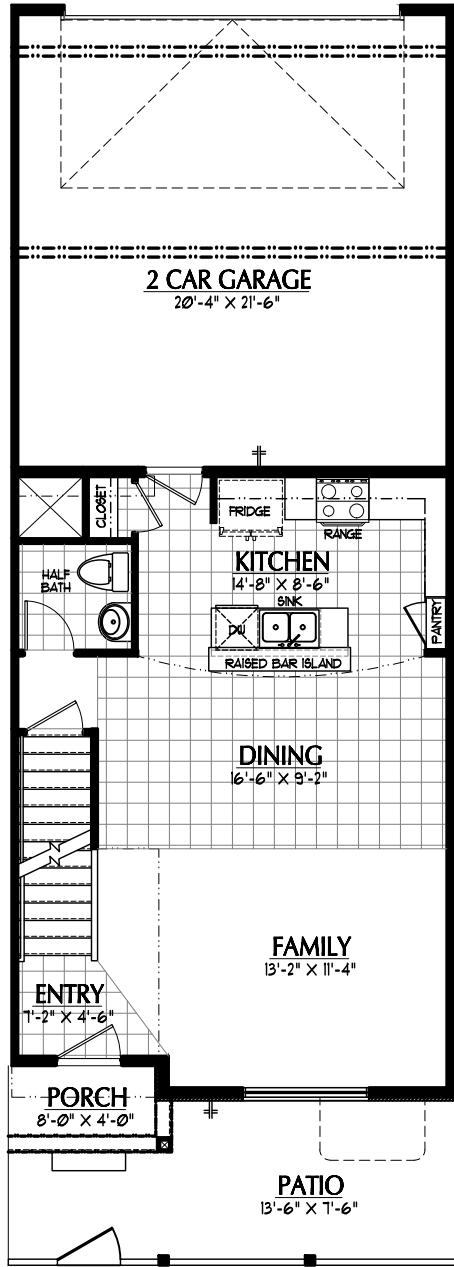 2 CAR GARAGE
20'-4" X 21'-6"
CLOSET
FRIDGE
RANGE
HALF
BATH
KITCHEN
14'-8" X 8'-6"
SINK
DW
PANTRY
RAISED BAR ISLAND
DINING
16'-6" X 9'-2"
FAMILY
13'-2" X 11'-4"
ENTRY
7'-2" X 4'-6"
PORCH
8'-0" X 4'-0"
PATIO
13'-6" X 7'-6"